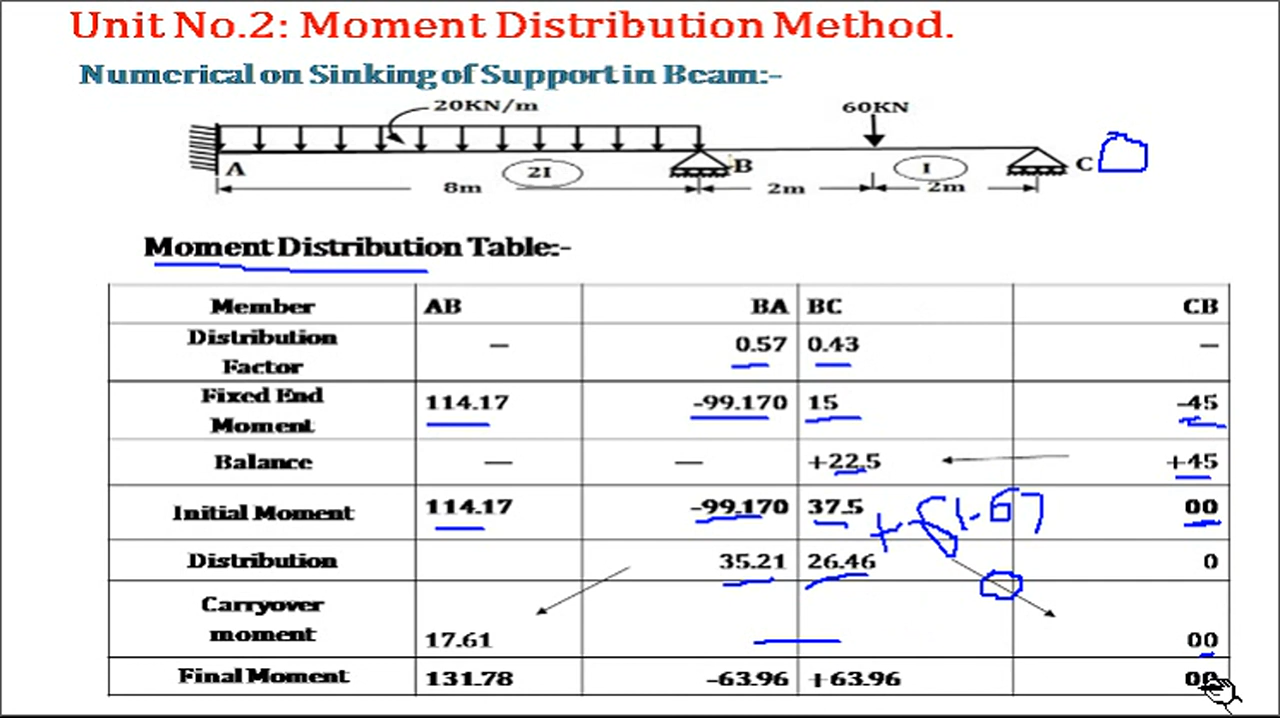 Unit No.2: Moment Distribution Method.
Numerical on Sinking of Support in Beam:-
20KN/m 60KN
A 2I B I C
8m 2m 2m
Moment Distribution Table:-
Member AB BA BC CB
Distribution Factor — 0.57 0.43 —
Fixed End Moment 114.17 -99.170 15 -45
Balance — — +22.5 +45
Initial Moment 114.17 -99.170 37.5 00
+ 61.67
Distribution 35.21 26.46 0
Carryover moment 17.61 00
Final Moment 131.78 -63.96 +63.96 00